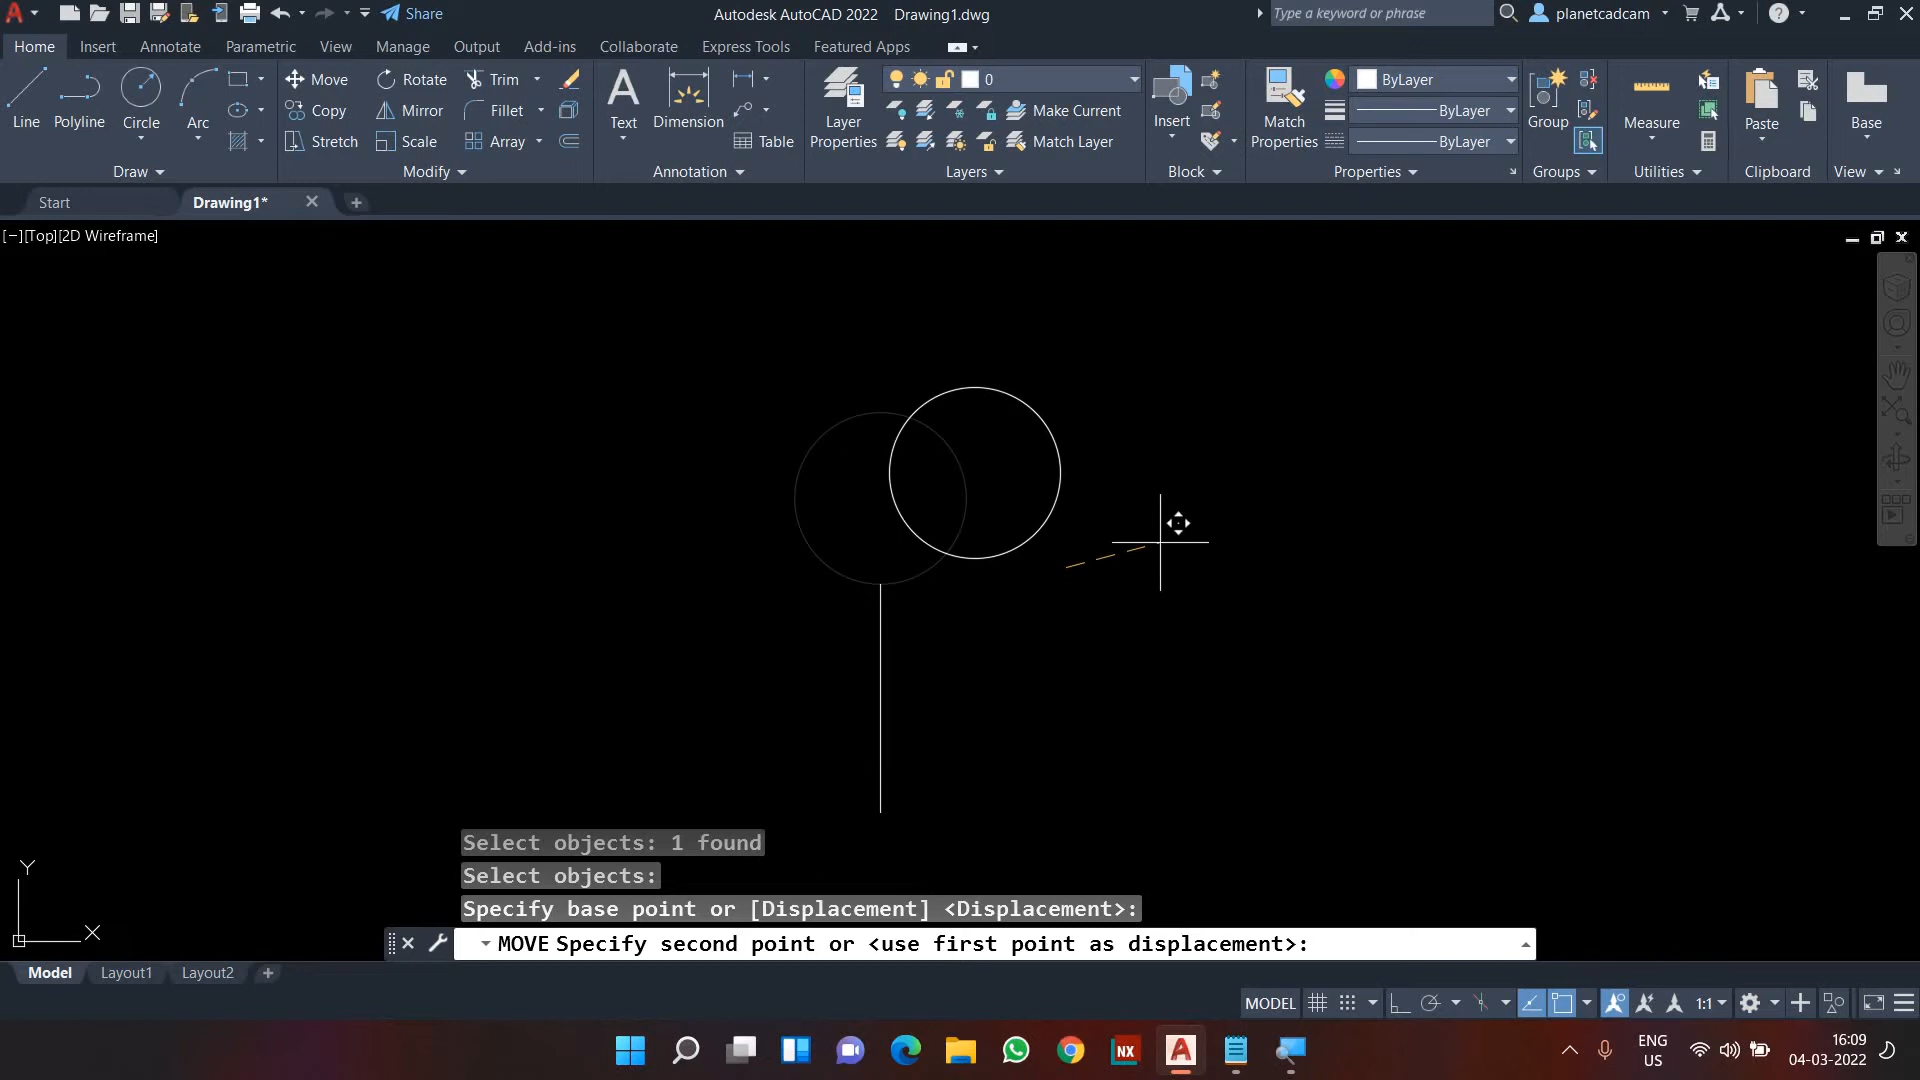 Share
Autodesk AutoCAD 2022 Drawing1.dwg
Type a keyword or phrase
planetcadcam
Home Insert Annotate Parametric View Manage Output Add-ins Collaborate Express Tools Featured Apps
Line Polyline Circle Arc
Move Rotate Trim
Copy Mirror Fillet
Stretch Scale Array
Text Dimension Table
Layer Properties
0
Make Current
Match Layer
Insert
Match Properties
ByLayer
ByLayer
ByLayer
Group
Measure
Paste
Base
Draw Modify Annotation Layers Block Properties Groups Utilities Clipboard View
Start Drawing1*
[−][Top][2D Wireframe]
Y
X
Select objects: 1 found
Select objects:
Specify base point or [Displacement] <Displacement>:
MOVE Specify second point or <use first point as displacement>:
Model Layout1 Layout2
MODEL 1:1
NX
ENG
US
16:09
04-03-2022